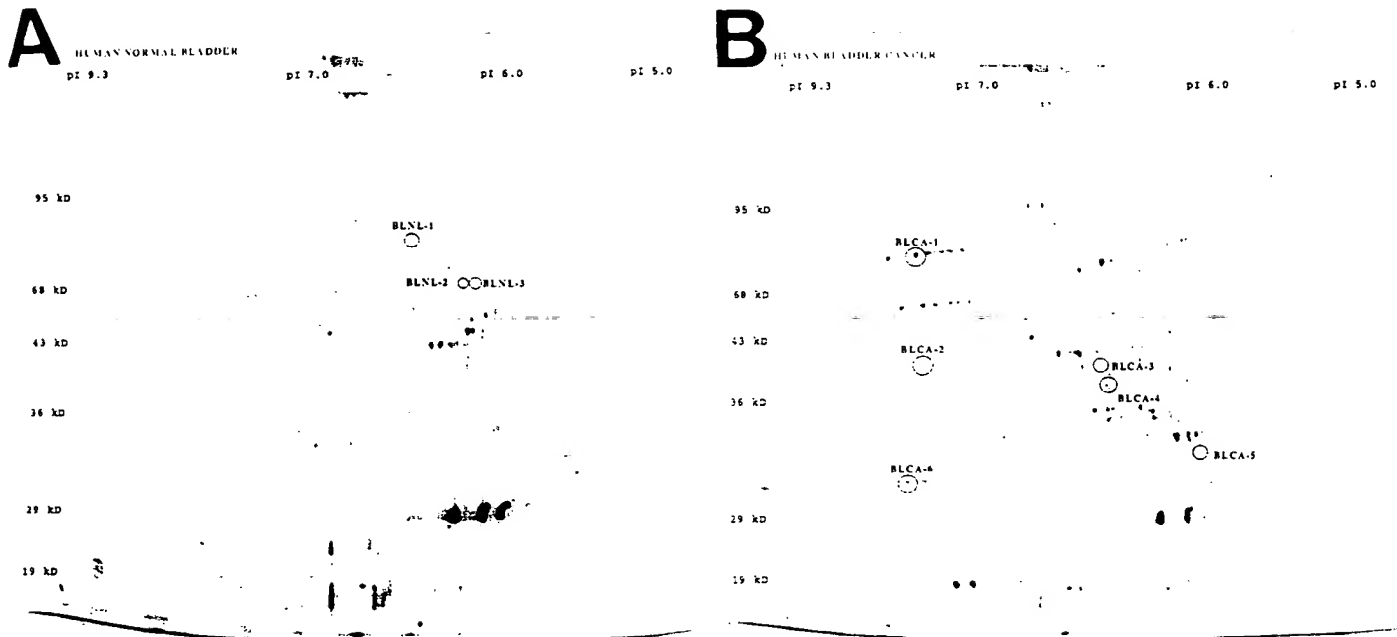 A HUMAN NORMAL BLADDER
pI 9.3 pI 7.0 pI 6.0 pI 5.0
95 kD
BLNL-1
BLNL-2 BLNL-3
68 kD
43 kD
36 kD
29 kD
19 kD
B HUMAN BLADDER CANCER
pI 9.3 pI 7.0 pI 6.0 pI 5.0
95 kD
BLCA-1
68 kD
43 kD
BLCA-2
BLCA-3
36 kD
BLCA-4
BLCA-5
BLCA-6
29 kD
19 kD